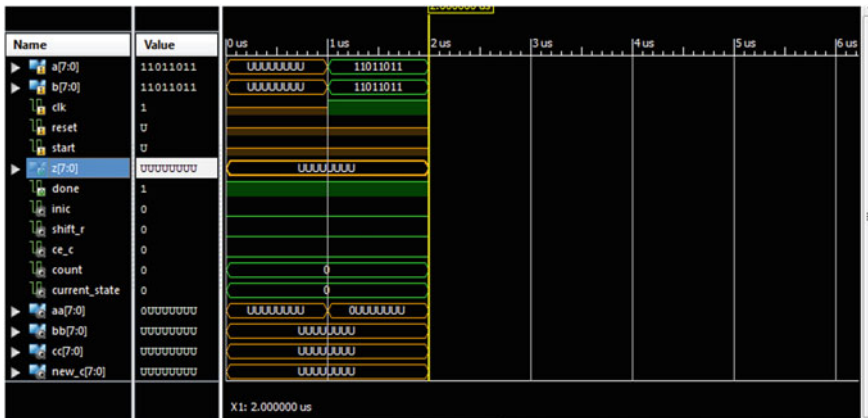 2.000000 us
Name Value 0 us 1 us 2 us 3 us 4 us 5 us 6 us
a[7:0] 11011011 UUUUUUUU 11011011
b[7:0] 11011011 UUUUUUUU 11011011
clk 1
reset U
start U
z[7:0] UUUUUUUU UUUUUUUU
done 1
inic 0
shift_r 0
ce_c 0
count 0 0
current_state 0 0
aa[7:0] 0UUUUUUU UUUUUUUU 0UUUUUUU
bb[7:0] UUUUUUUU UUUUUUUU
cc[7:0] UUUUUUUU UUUUUUUU
new_c[7:0] UUUUUUUU UUUUUUUU
X1: 2.000000 us